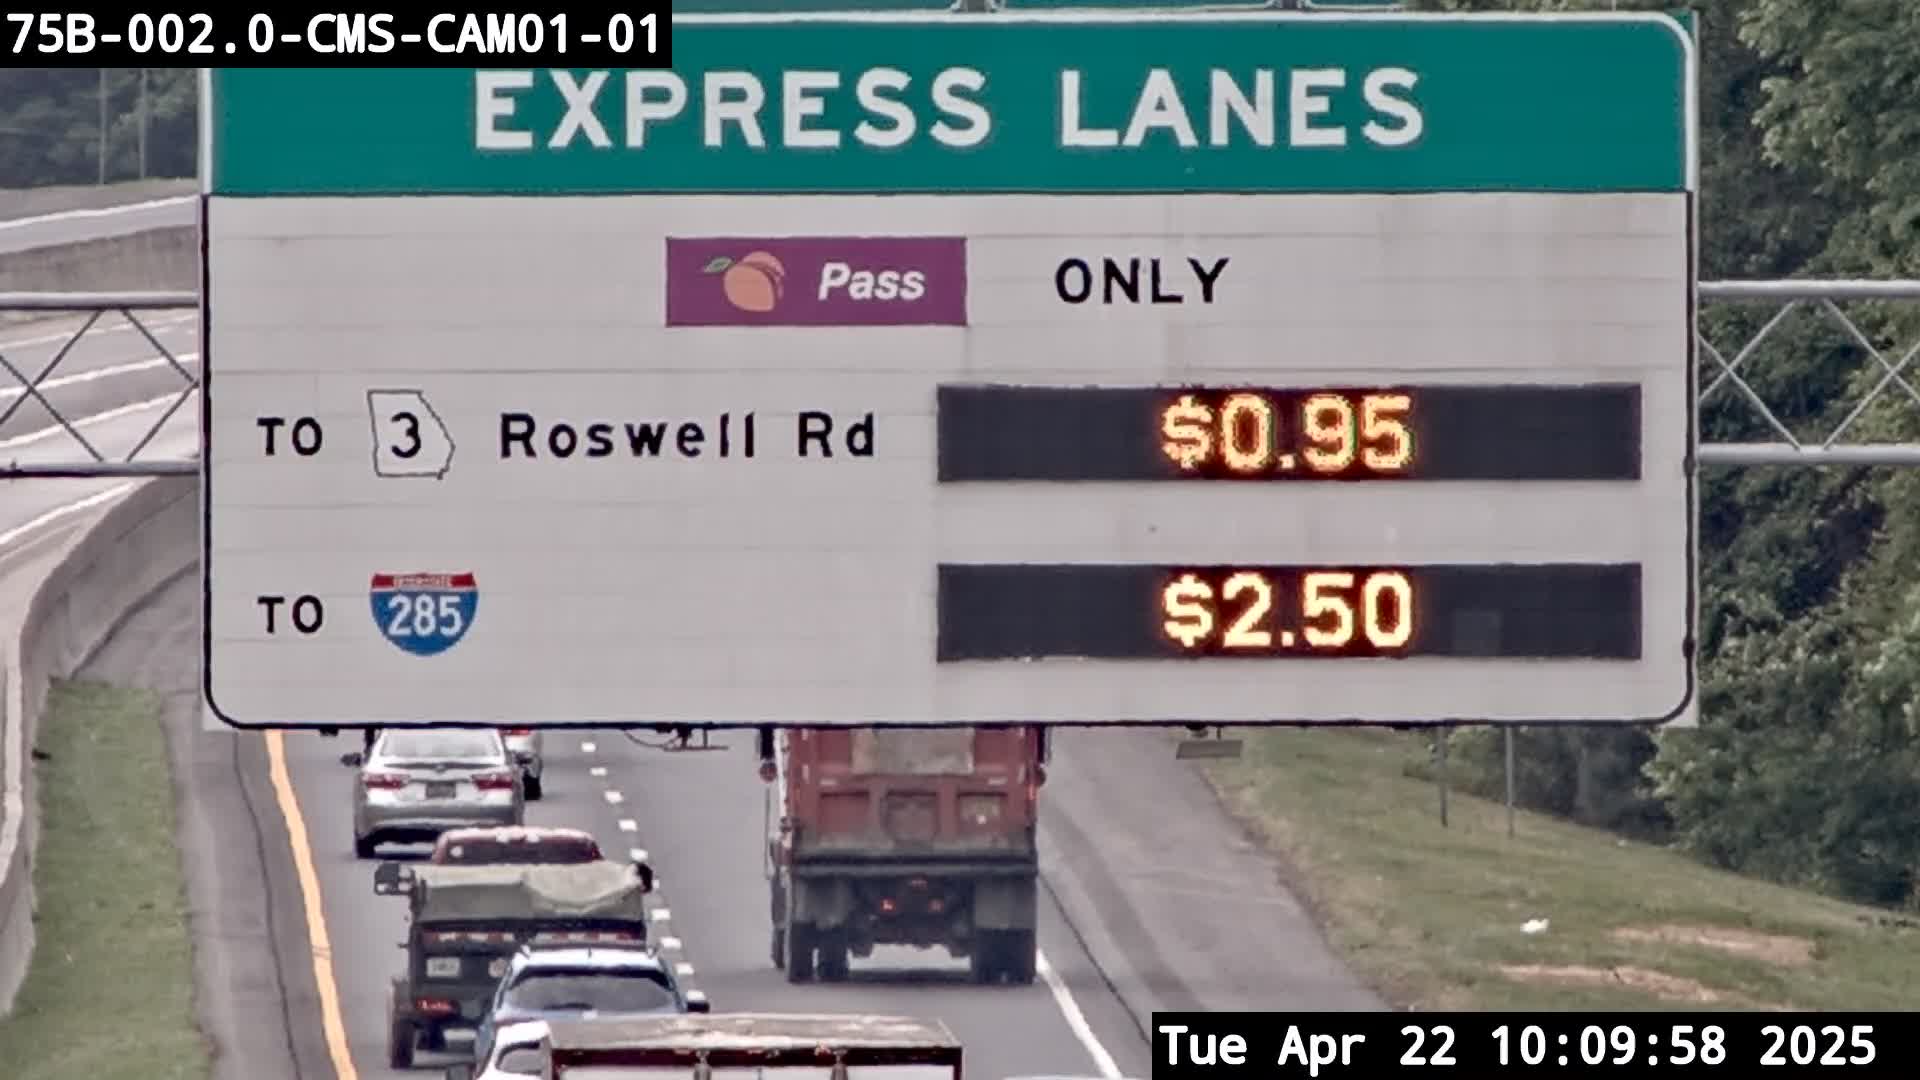 75B-002.0-CMS-CAM01-01
EXPRESS LANES
Pass ONLY
TO 3 Roswell Rd $0.95
INTERSTATE
TO 285 $2.50
Tue Apr 22 10:09:58 2025